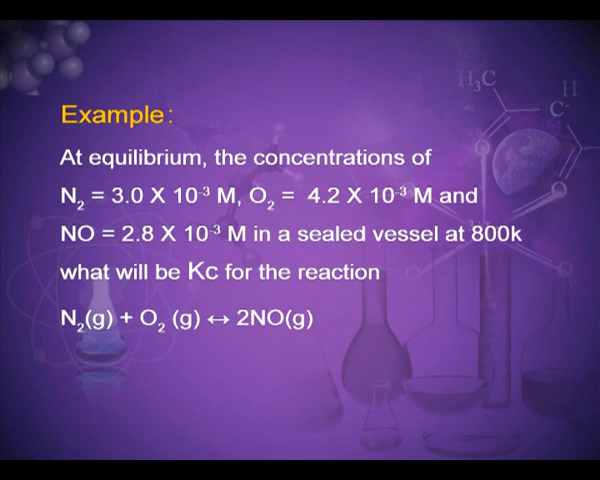 H₃C
H
C-
Example:
At equilibrium, the concentrations of
N₂ = 3.0 X 10⁻³ M, O₂ = 4.2 X 10⁻³ M and
NO = 2.8 X 10⁻³ M in a sealed vessel at 800k
what will be Kc for the reaction
N₂(g) + O₂ (g) ↔ 2NO(g)